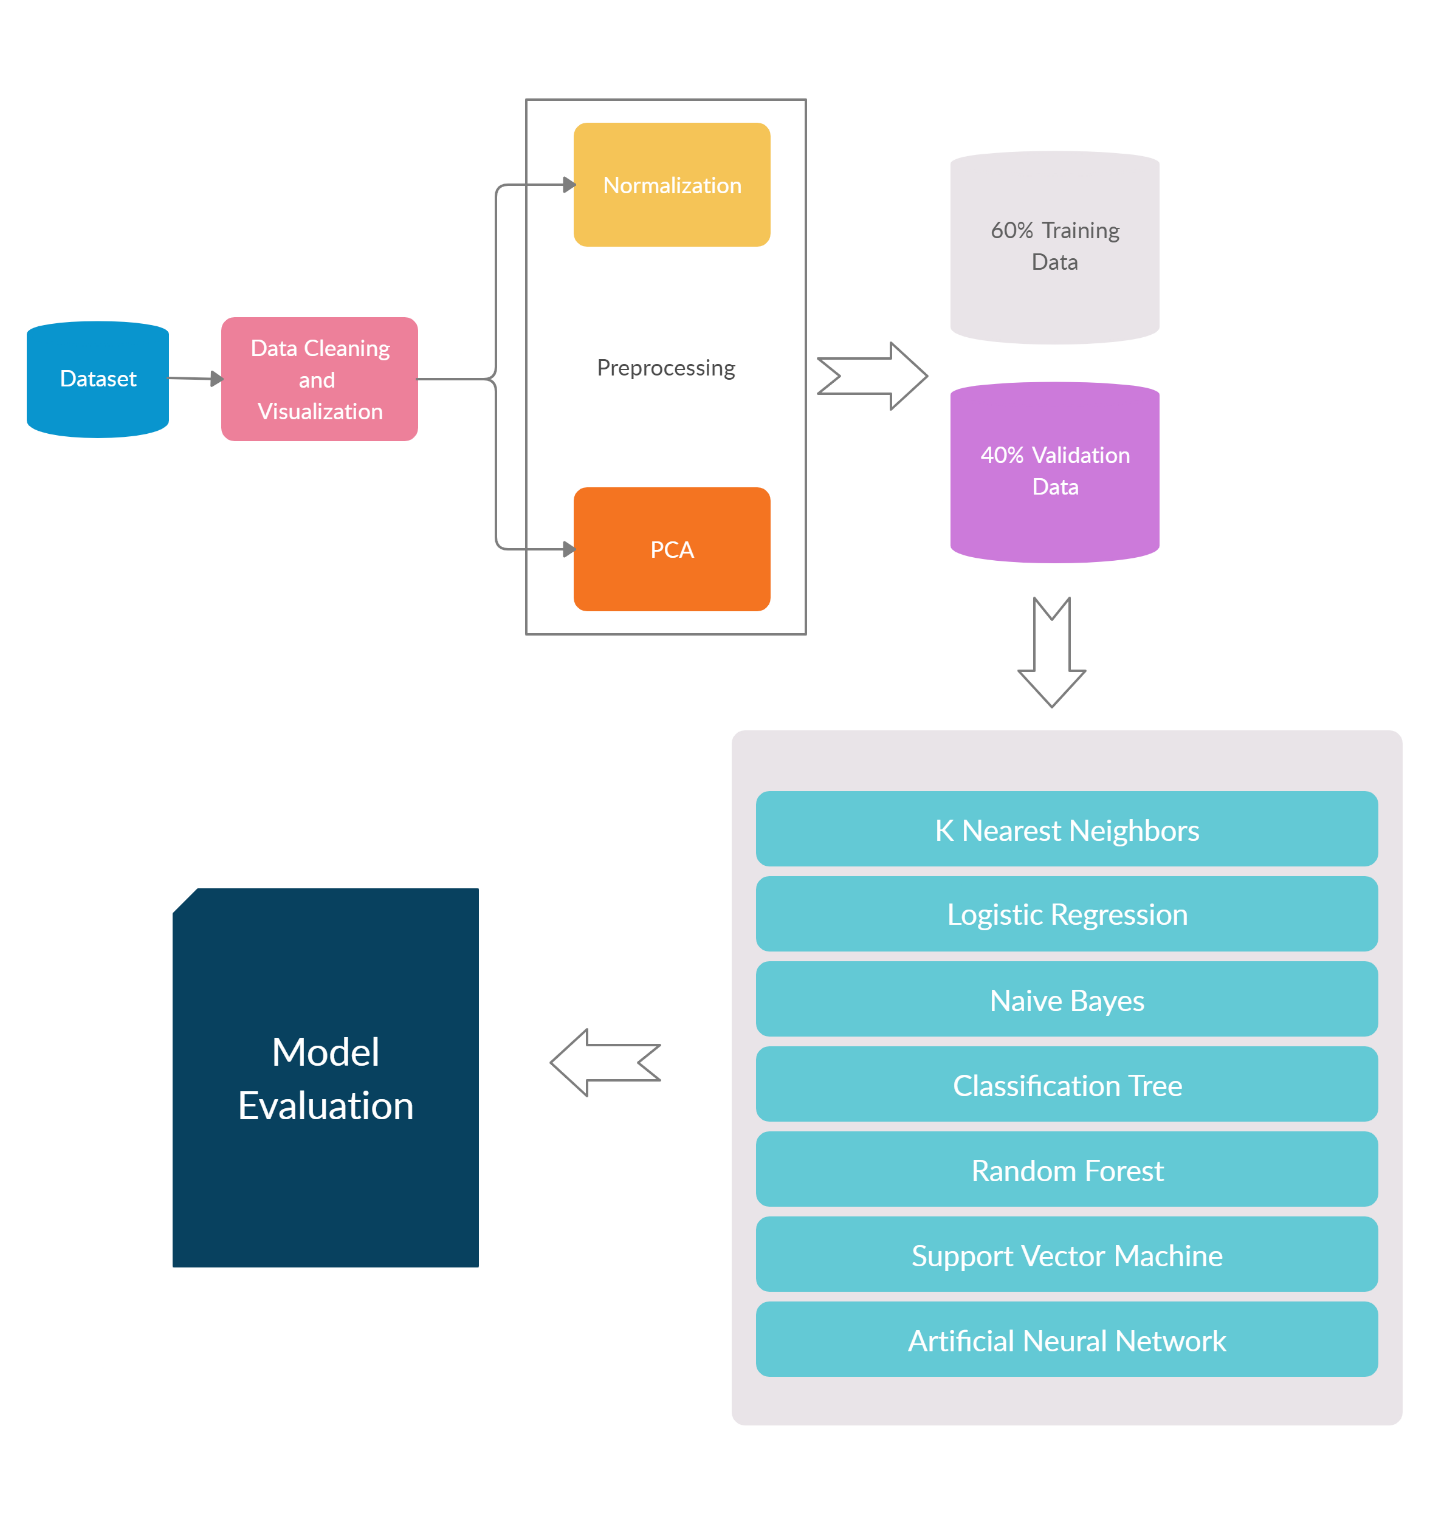 Dataset
Data Cleaning
and
Visualization
Normalization
Preprocessing
PCA
60% Training
Data
40% Validation
Data
K Nearest Neighbors
Logistic Regression
Naive Bayes
Classification Tree
Random Forest
Support Vector Machine
Artificial Neural Network
Model
Evaluation